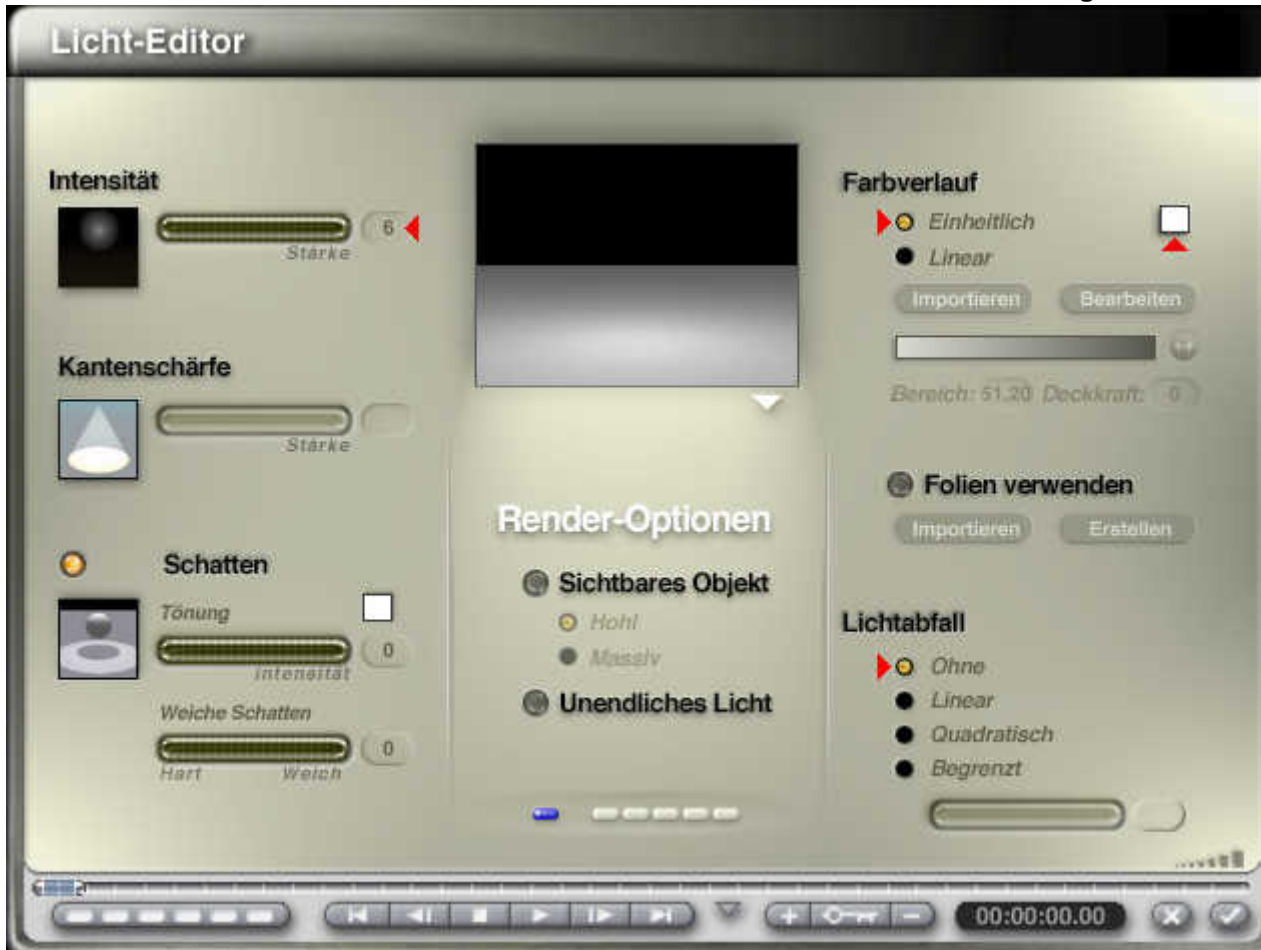 Licht-Editor
Intensität
6
Stärke
Kantenschärfe
Stärke
Schatten
Tönung
0
Intensität
Weiche Schatten
0
Hart Weich
Render-Optionen
Sichtbares Objekt
Hohl
Massiv
Unendliches Licht
Farbverlauf
Einheitlich
Linear
Importieren Bearbeiten
Bereich: 51.20 Deckkraft: 0
Folien verwenden
Importieren Erstellen
Lichtabfall
Ohne
Linear
Quadratisch
Begrenzt
00:00:00.00